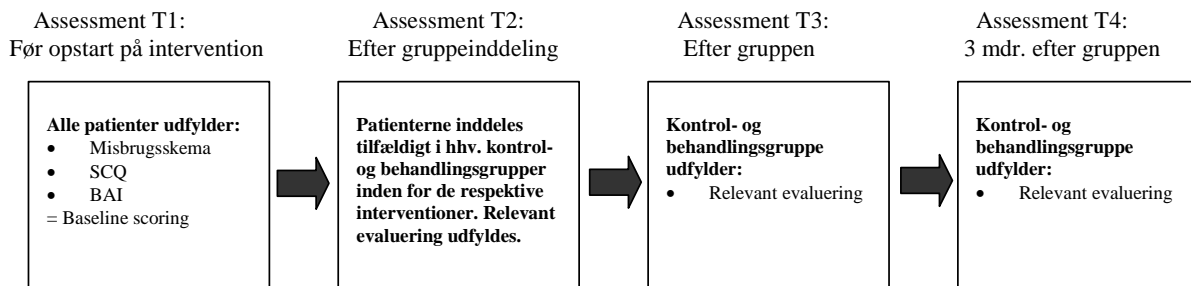 Assessment T1:
Før opstart på intervention
Alle patienter udfylder:
• Misbrugsskema
• SCQ
• BAI
= Baseline scoring
Assessment T2:
Efter gruppeinddeling
Patienterne inddeles
tilfældigt i hhv. kontrol-
og behandlingsgrupper
inden for de respektive
interventioner. Relevant
evaluering udfyldes.
Assessment T3:
Efter gruppen
Kontrol- og
behandlingsgruppe
udfylder:
• Relevant evaluering
Assessment T4:
3 mdr. efter gruppen
Kontrol- og
behandlingsgruppe
udfylder:
• Relevant evaluering